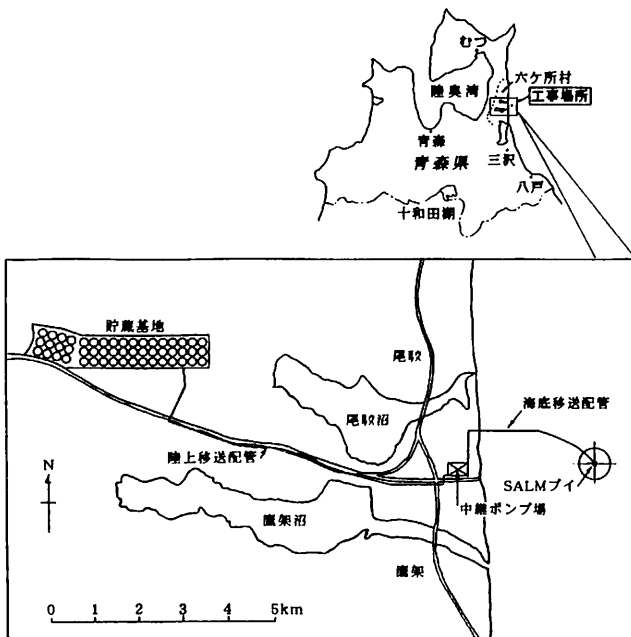 むつ
六ケ所村
陸奥湾
工事場所
青森
青森県
三沢
八戸
十和田湖
貯蔵基地
尾駮
尾駮沼
海底移送配管
陸上移送配管
N
SALMブイ
中継ポンプ場
鷹架沼
鷹架
0 1 2 3 4 5km